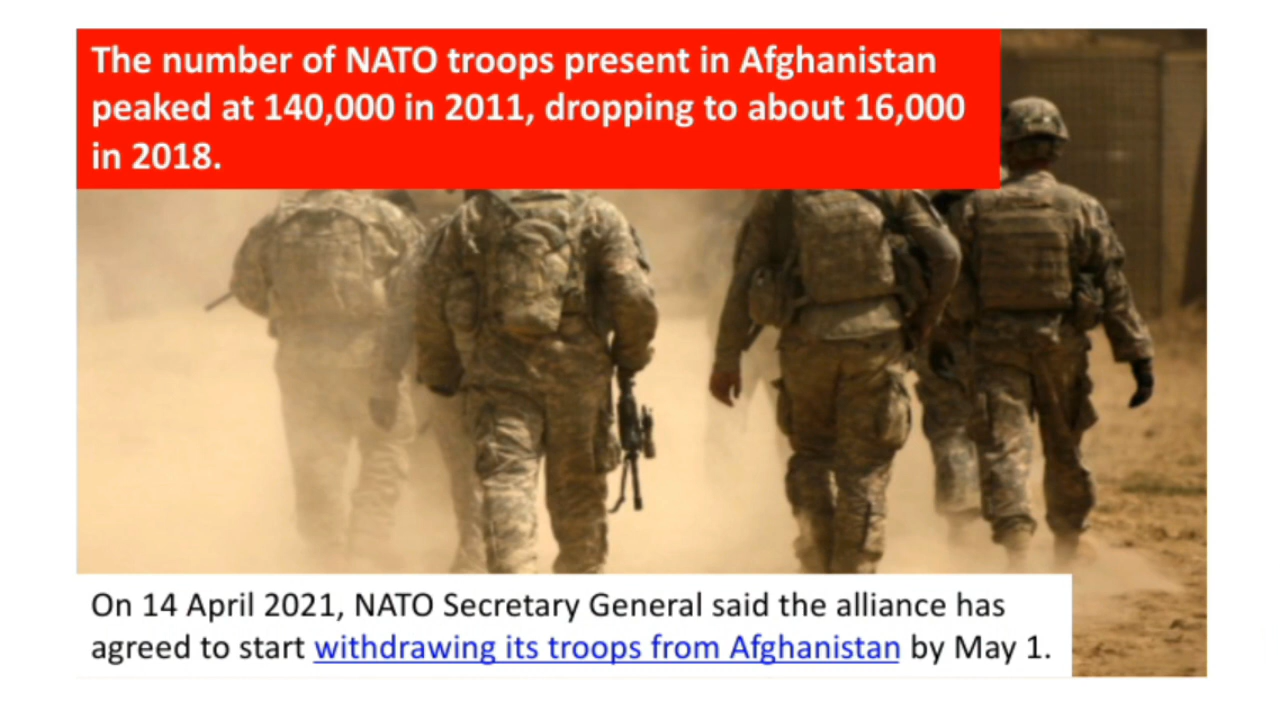 The number of NATO troops present in Afghanistan
peaked at 140,000 in 2011, dropping to about 16,000
in 2018.
On 14 April 2021, NATO Secretary General said the alliance has
agreed to start withdrawing its troops from Afghanistan by May 1.